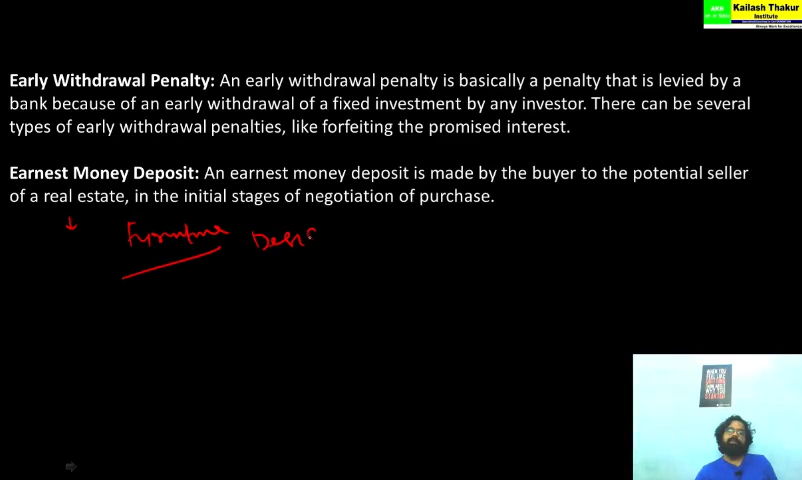 Kailash Thakur
Institute
Early Withdrawal Penalty: An early withdrawal penalty is basically a penalty that is levied by a
bank because of an early withdrawal of a fixed investment by any investor. There can be several
types of early withdrawal penalties, like forfeiting the promised interest.
Earnest Money Deposit: An earnest money deposit is made by the buyer to the potential seller
of a real estate, in the initial stages of negotiation of purchase.